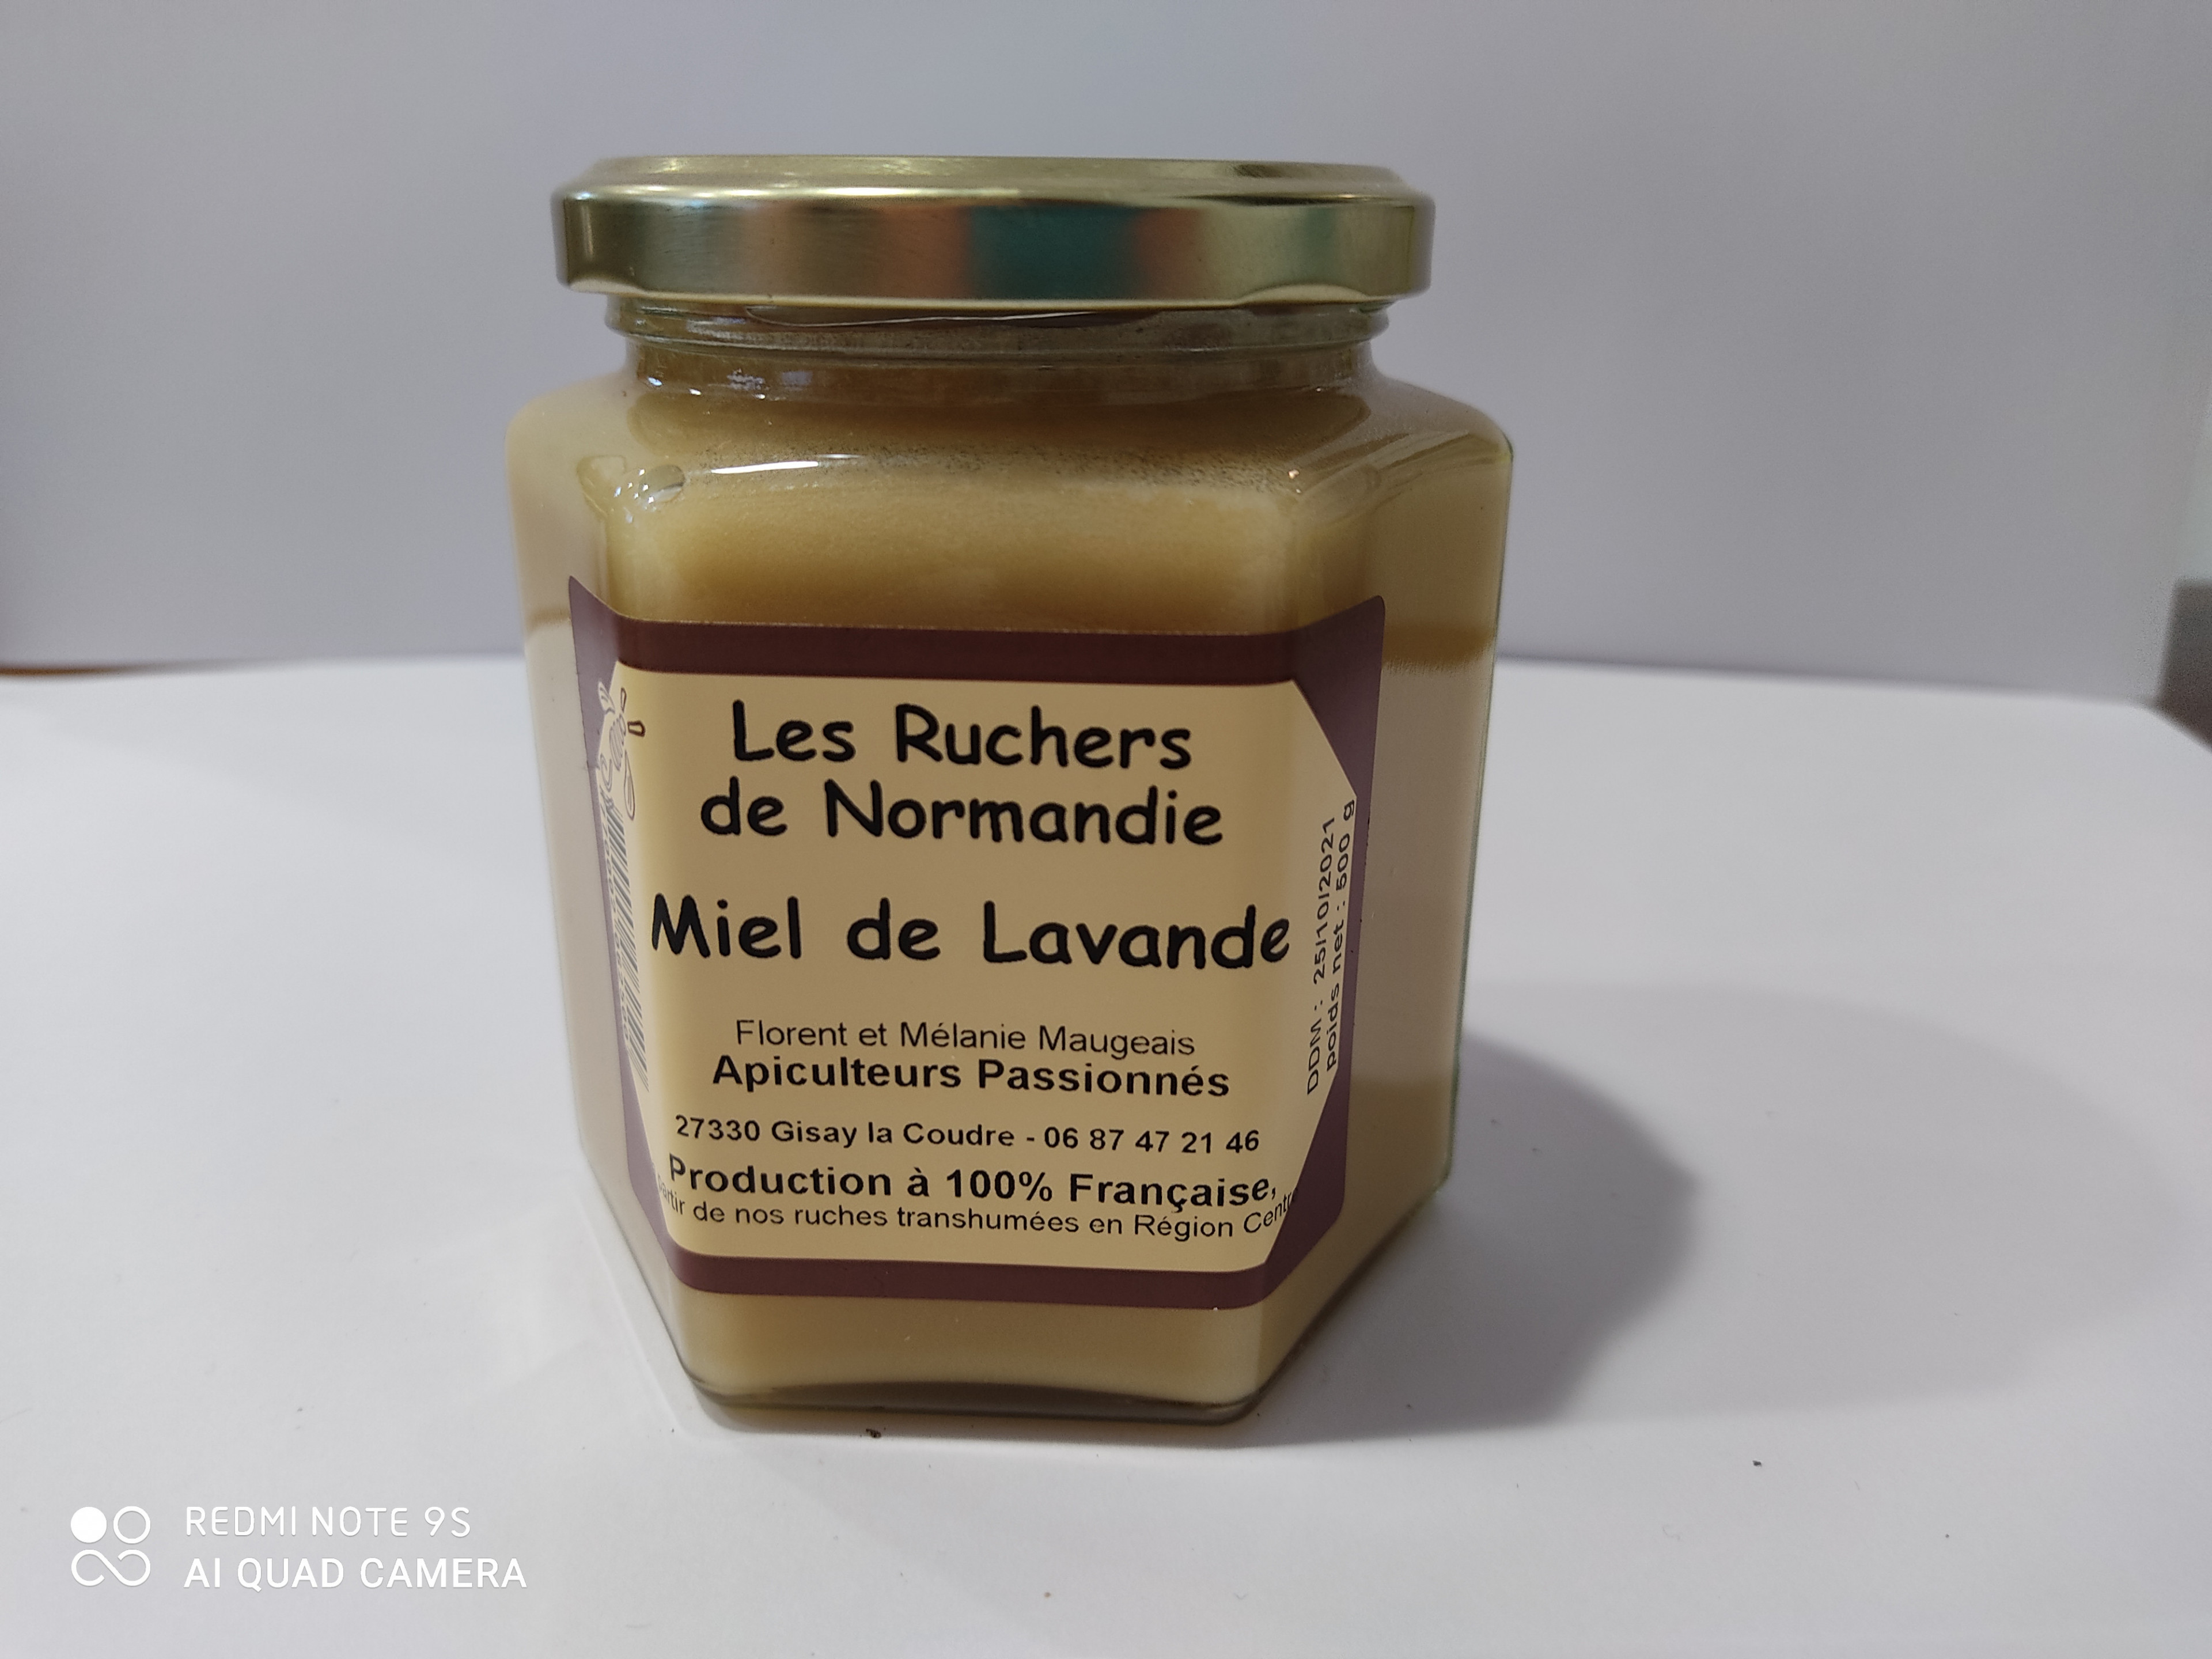 Les Ruchers
de Normandie
Miel de Lavande
Florent et Mélanie Maugeais
Apiculteurs Passionnés
27330 Gisay la Coudre - 06 87 47 21 46
Production à 100% Française,
de nos ruches transhumées en Région
DDM : 25/10/2021
poids net : 500 g
REDMI NOTE 9S
AI QUAD CAMERA